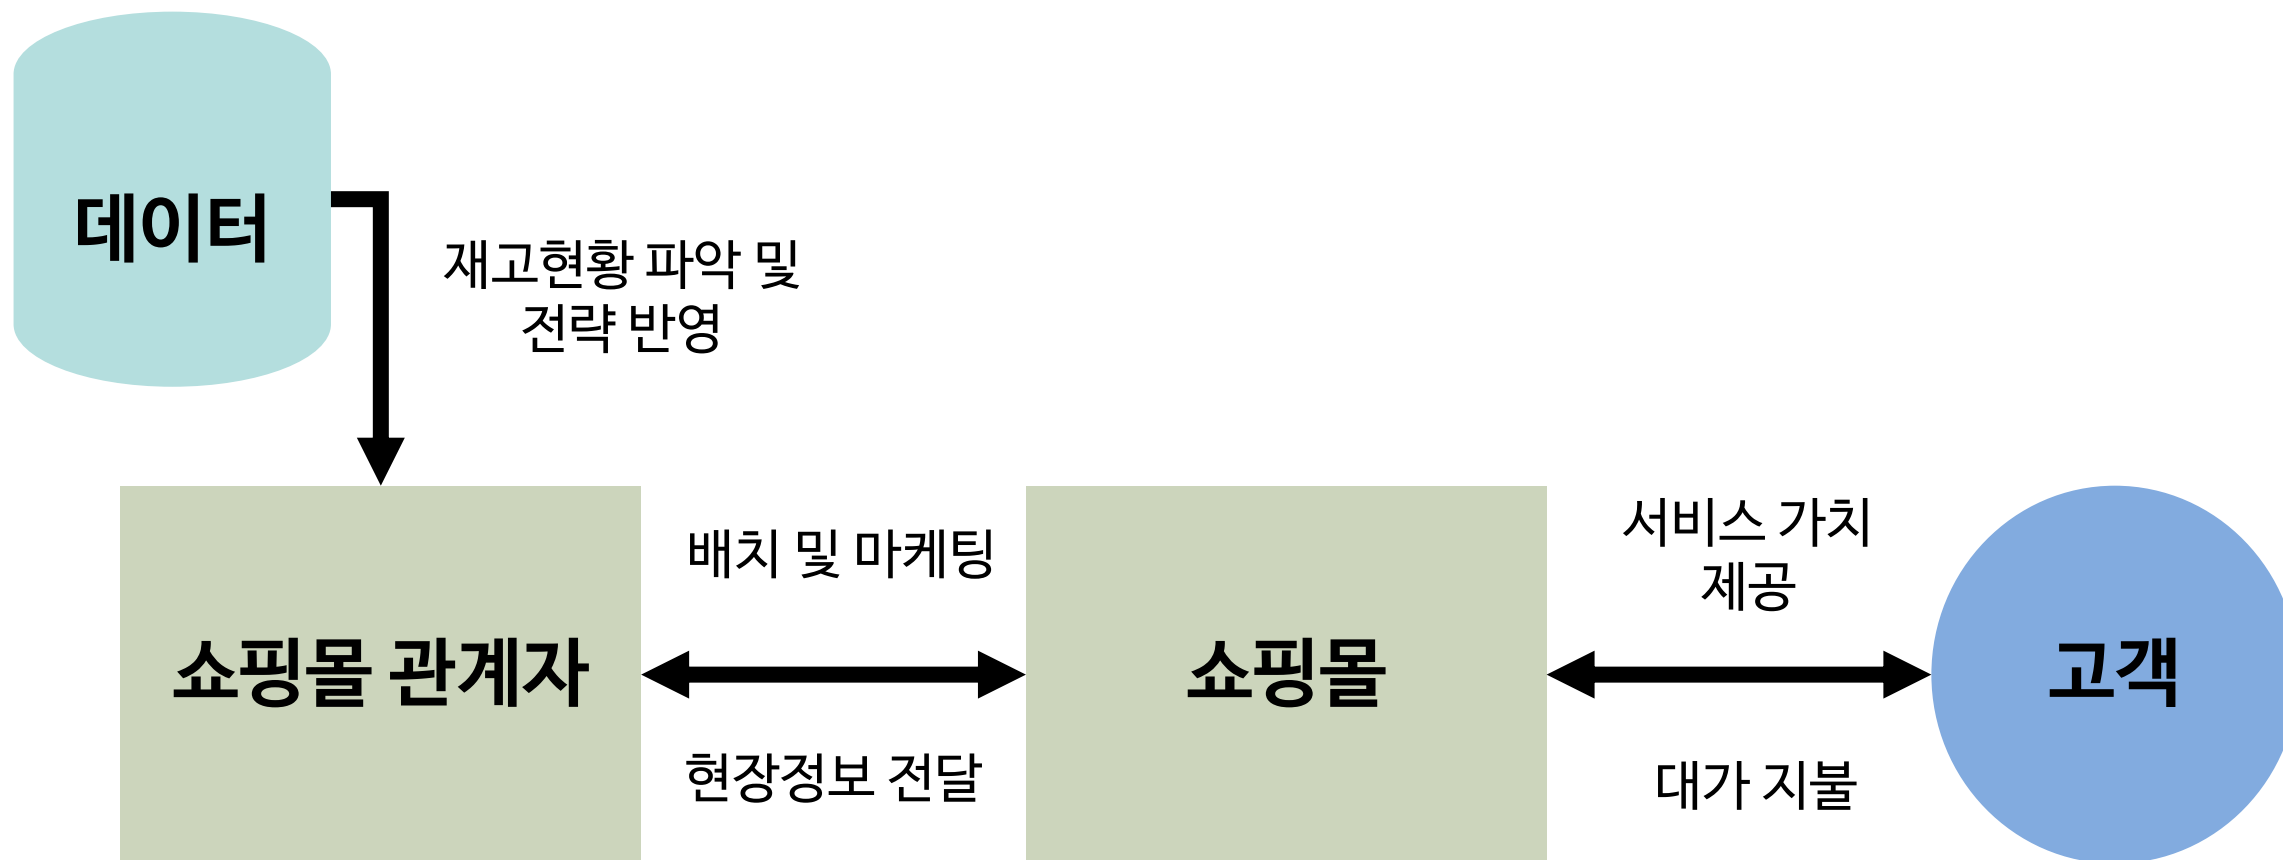 데이터
재고현황 파악 및
전략 반영
쇼핑몰 관계자
배치 및 마케팅
현장정보 전달
쇼핑몰
서비스 가치
제공
대가 지불
고객